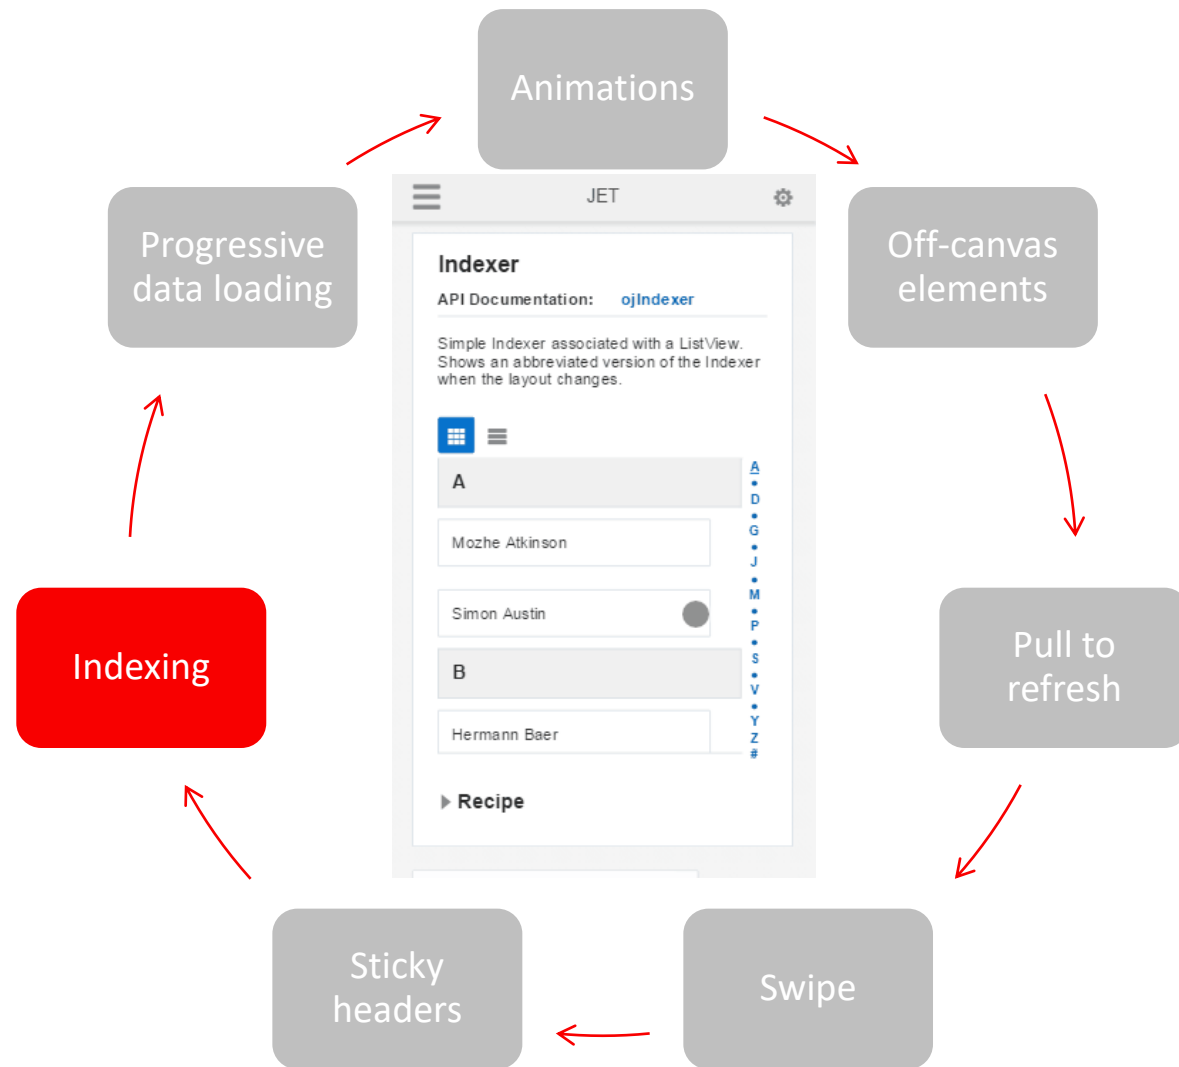 Animations
Progressive
data loading
Off-canvas
elements
JET
Indexer
API Documentation: ojIndexer
Simple Indexer associated with a ListView.
Shows an abbreviated version of the Indexer
when the layout changes.
A
Mozhe Atkinson
Simon Austin
B
Hermann Baer
A
•
D
•
G
•
J
•
M
•
P
•
S
•
V
•
Y
Z
#
Recipe
Indexing
Pull to
refresh
Sticky
headers
Swipe